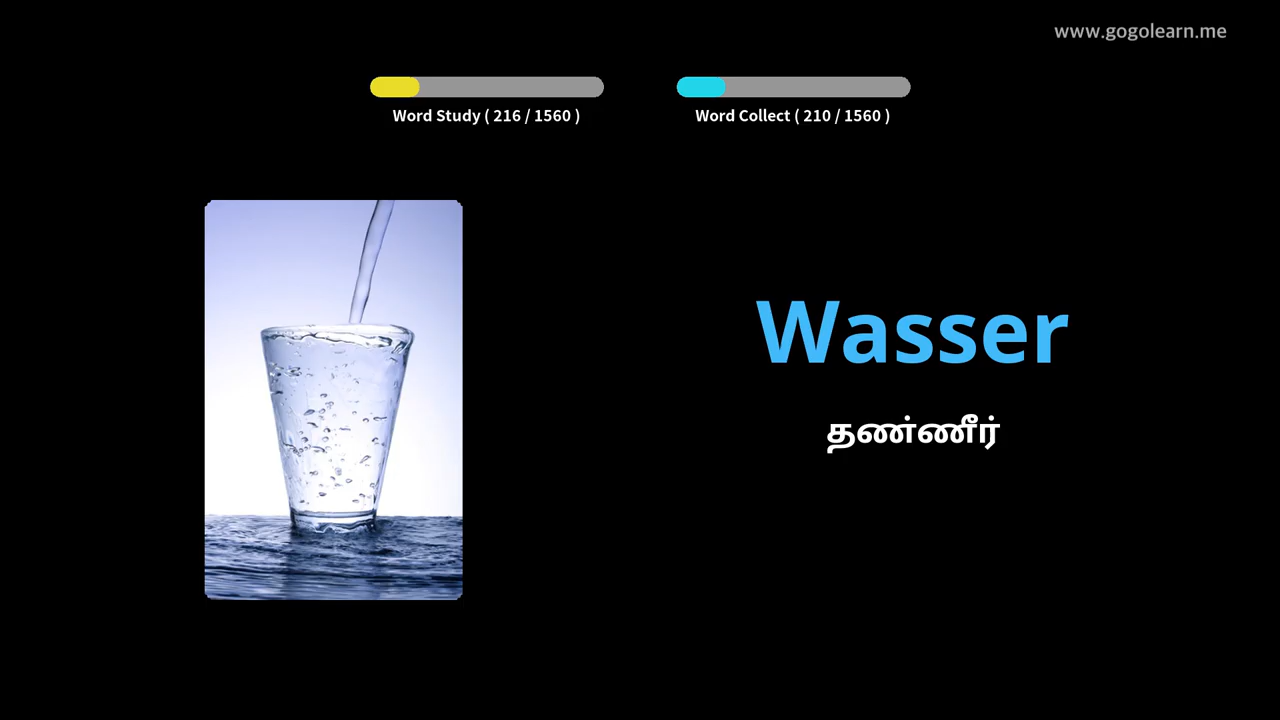 www.gogolearn.me
Word Study ( 216 / 1560 )
Word Collect ( 210 / 1560 )
Wasser
தண்ணீர்